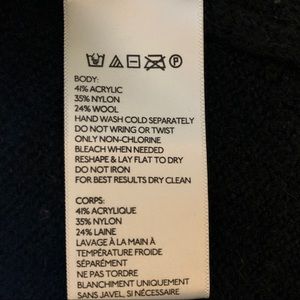 BODY:
41% ACRYLIC
35% NYLON
24% WOOL
HAND WASH COLD SEPARATELY
DO NOT WRING OR TWIST
ONLY NON-CHLORINE
BLEACH WHEN NEEDED
RESHAPE & LAY FLAT TO DRY
DO NOT IRON
FOR BEST RESULTS DRY CLEAN
CORPS:
41% ACRYLIQUE
35% NYLON
24% LAINE
LAVAGE À LA MAIN À
TEMPÉRATURE FROIDE
SÉPARÉMENT
NE PAS TORDRE
BLANCHIMENT UNIQUEMENT
SANS JAVEL, SI NÉCESSAIRE